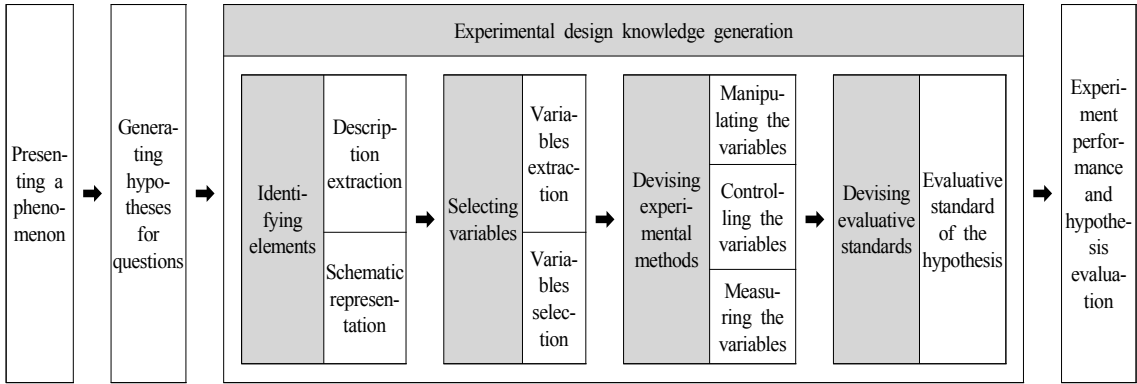 Presen-
ting a
pheno-
menon
Genera-
ting
hypo-
theses
for
questions
Experimental design knowledge generation
Identi-
fying
elements
Descrip-
tion
extraction
Schematic
represen-
tation
Selecting
variables
Varia-
bles
extrac-
tion
Varia-
bles
selec-
tion
Devising
experi-
mental
methods
Manipu-
lating the
variables
Contro-
lling the
variables
Measu-
ring the
variables
Devising
evaluative
standards
Evaluative
standard
of the
hypothesis
Experi-
ment
perfor-
mance
and
hypothe-
sis
evalua-
tion